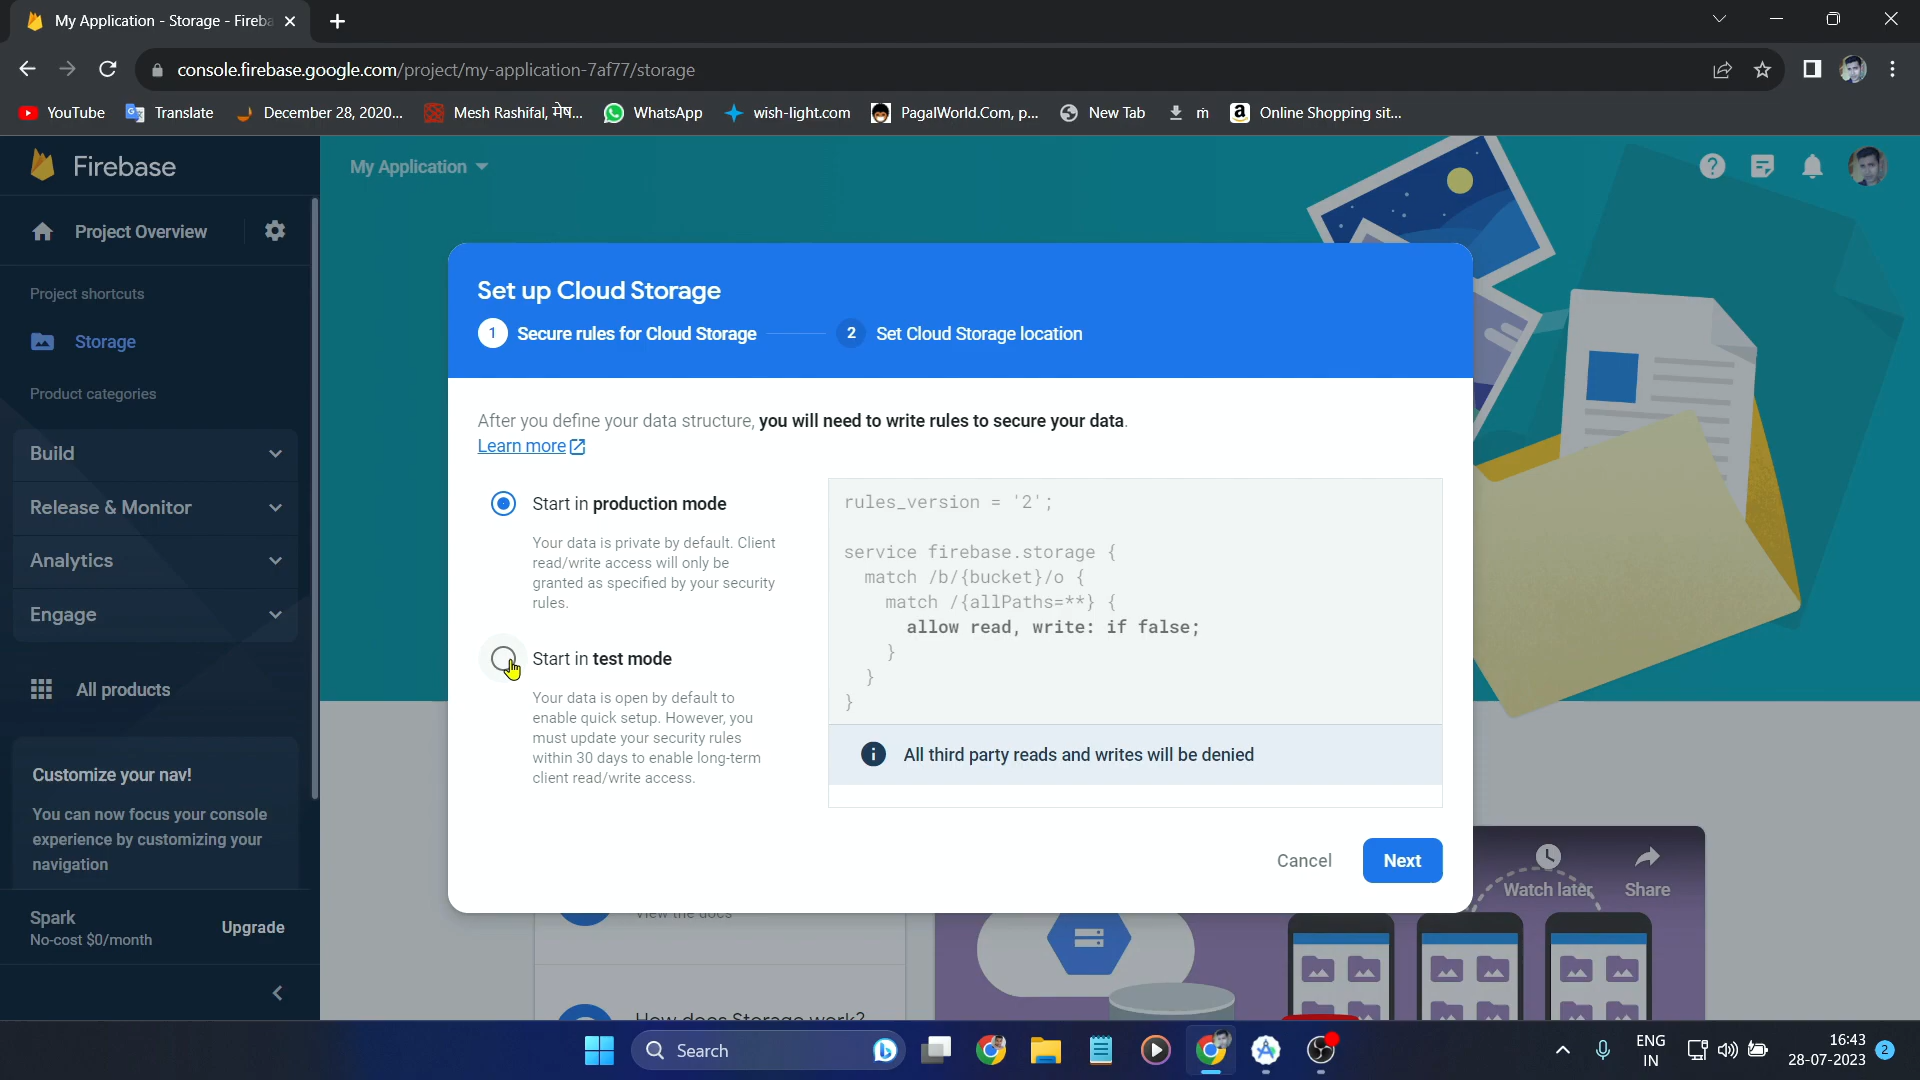 My Application - Storage - Fireba
console.firebase.google.com/project/my-application-7af77/storage
YouTube
Translate
December 28, 2020...
Mesh Rashifal, मेष...
WhatsApp
wish-light.com
PagalWorld.Com, p...
New Tab
ṁ
Online Shopping sit...
Firebase
My Application
Project Overview
Project shortcuts
Storage
Product categories
Build
Release & Monitor
Analytics
Engage
All products
Customize your nav!
You can now focus your console
experience by customizing your
navigation
Spark
No-cost $0/month
Upgrade
Set up Cloud Storage
1 Secure rules for Cloud Storage
2 Set Cloud Storage location
After you define your data structure, you will need to write rules to secure your data.
Learn more
Start in production mode
Your data is private by default. Client
read/write access will only be
granted as specified by your security
rules.
Start in test mode
Your data is open by default to
enable quick setup. However, you
must update your security rules
within 30 days to enable long-term
client read/write access.
rules_version = '2';
service firebase.storage {
match /b/{bucket}/o {
match /{allPaths=**} {
allow read, write: if false;
}
}
}
All third party reads and writes will be denied
Cancel
Next
Watch later
Share
View the docs
How does Storage work?
Search
ENG
IN
16:43
28-07-2023
2